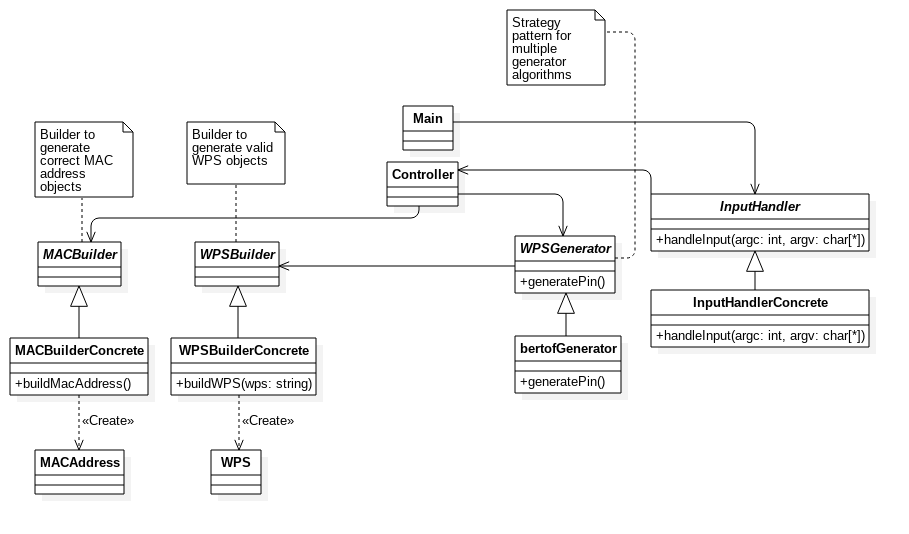 Strategy
pattern for
multiple
generator
algorithms
Main
Builder to
generate
correct MAC
address
objects
Builder to
generate valid
WPS objects
Controller
InputHandler
+handleInput(argc: int, argv: char[*])
MACBuilder
WPSBuilder
WPSGenerator
+generatePin()
InputHandlerConcrete
+handleInput(argc: int, argv: char[*])
MACBuilderConcrete
+buildMacAddress()
WPSBuilderConcrete
+buildWPS(wps: string)
bertofGenerator
+generatePin()
«Create»
«Create»
MACAddress
WPS